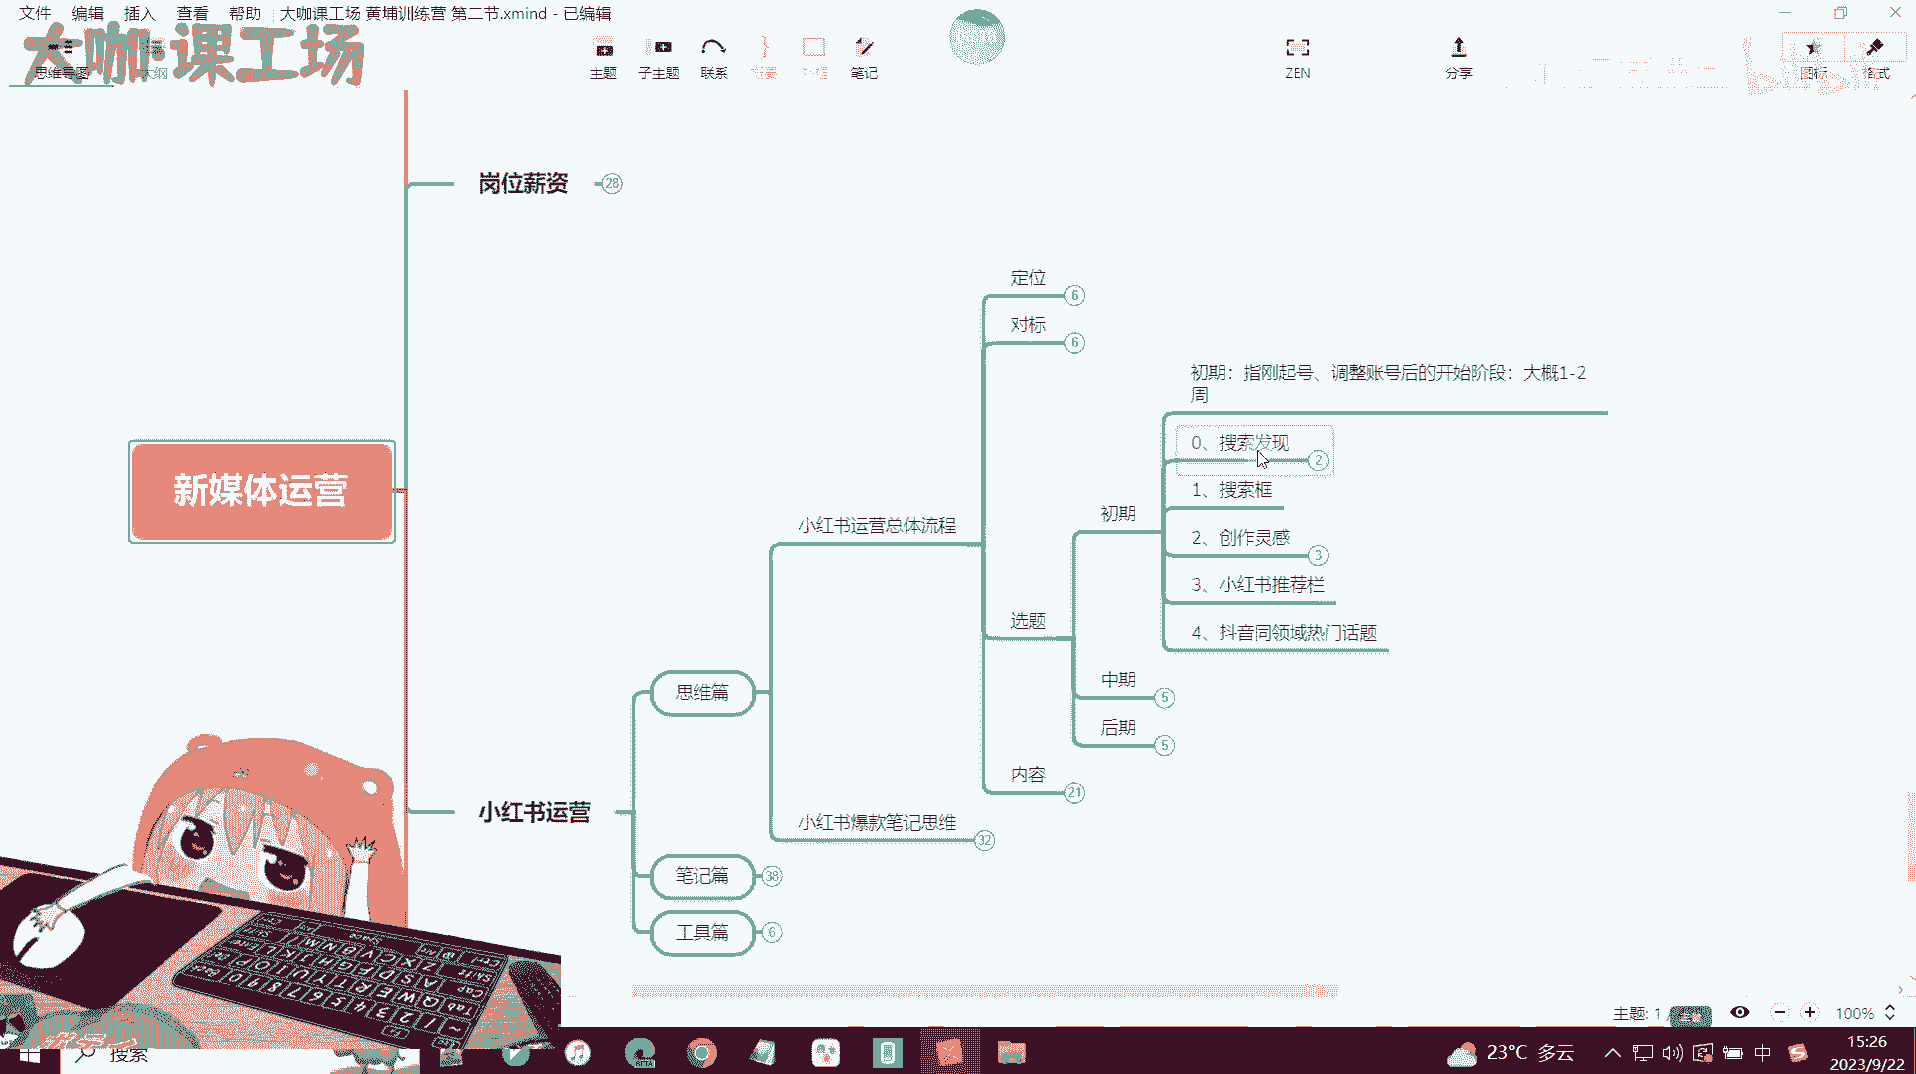 文件 编辑 插入 查看 帮助 大咖课工场 黄埔训练营 第二节.xmind - 已编辑
大咖课工场
思维导图 大纲
主题 子主题 联系 概要 外框 笔记
ZEN
分享
图标 格式
岗位薪资 28
定位 6
对标 6
初期：指刚起号、调整账号后的开始阶段：大概1-2
周
0、搜索发现 2
1、搜索框
新媒体运营
初期
小红书运营总体流程
2、创作灵感 3
3、小红书推荐栏
选题
4、抖音同领域热门话题
中期 5
思维篇
后期 5
内容 21
小红书运营
小红书爆款笔记思维 32
笔记篇 38
工具篇 6
主题: 1 /
100%
搜索
23°C 多云
中
15:26
2023/9/22